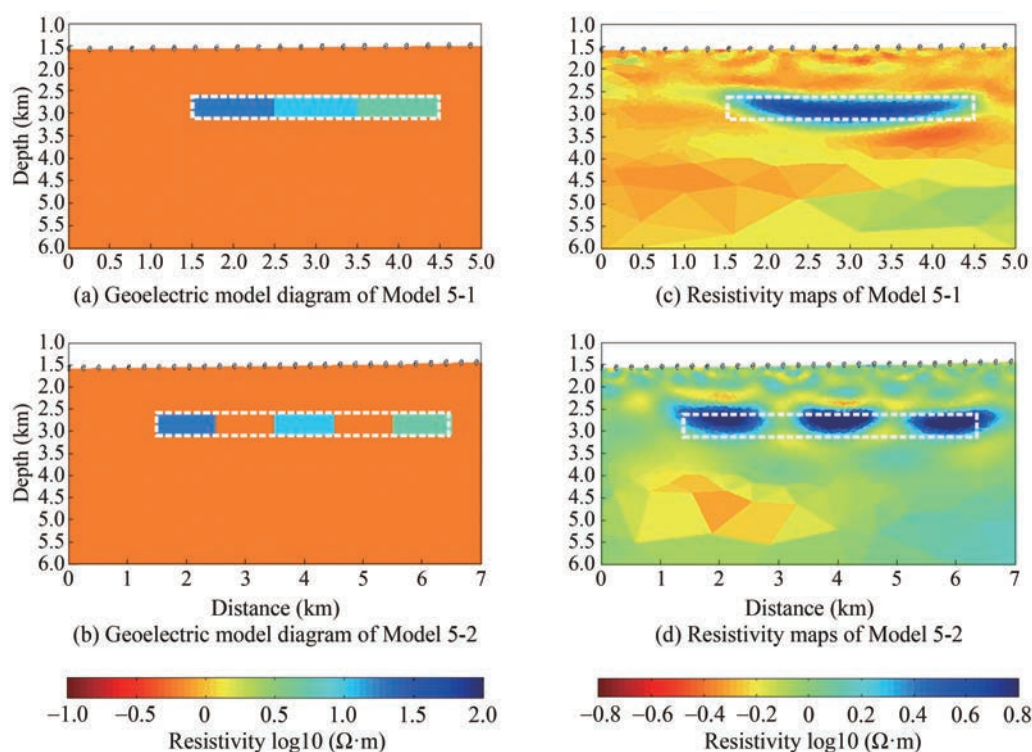 1.0
1.5
2.0
2.5
3.0
3.5
4.0
4.5
5.0
5.5
6.0
Depth (km)
0 0.5 1.0 1.5 2.0 2.5 3.0 3.5 4.0 4.5 5.0
(a) Geoelectric model diagram of Model 5-1
1.0
1.5
2.0
2.5
3.0
3.5
4.0
4.5
5.0
5.5
6.0
0.0 0.5 1.0 1.5 2.0 2.5 3.0 3.5 4.0 4.5 5.0
(c) Resistivity maps of Model 5-1
1.0
1.5
2.0
2.5
3.0
3.5
4.0
4.5
5.0
5.5
6.0
Depth (km)
0 1 2 3 4 5 6 7
Distance (km)
(b) Geoelectric model diagram of Model 5-2
1.0
1.5
2.0
2.5
3.0
3.5
4.0
4.5
5.0
5.5
6.0
0 1 2 3 4 5 6 7
Distance (km)
(d) Resistivity maps of Model 5-2
−1.0 −0.5 0 0.5 1.0 1.5 2.0
Resistivity log10 (Ω·m)
−0.8 −0.6 −0.4 −0.2 0.0 0.2 0.4 0.6 0.8
Resistivity log10 (Ω·m)